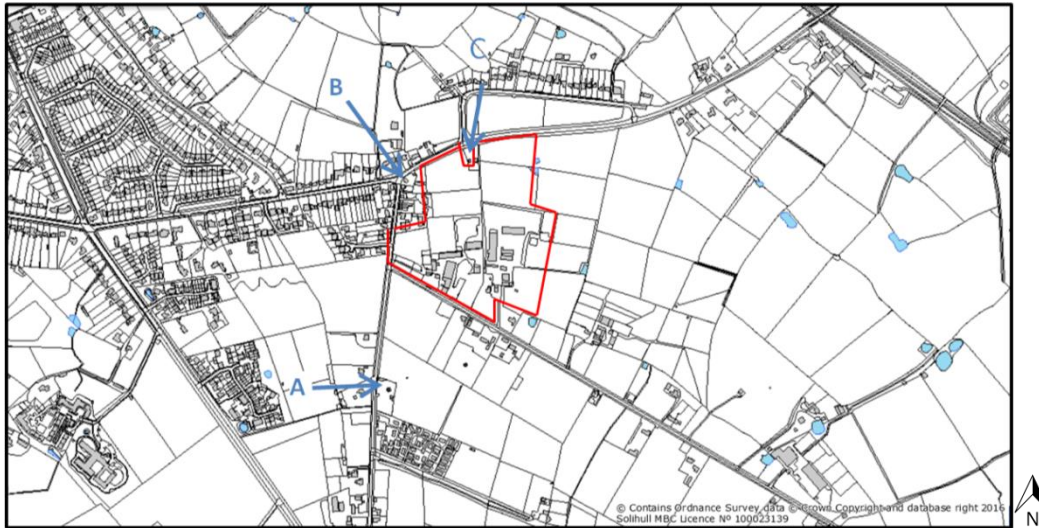 C
B
A
© Contains Ordnance Survey data © Crown Copyright and database right 2016
Solihull MBC Licence Nº 100023139
N